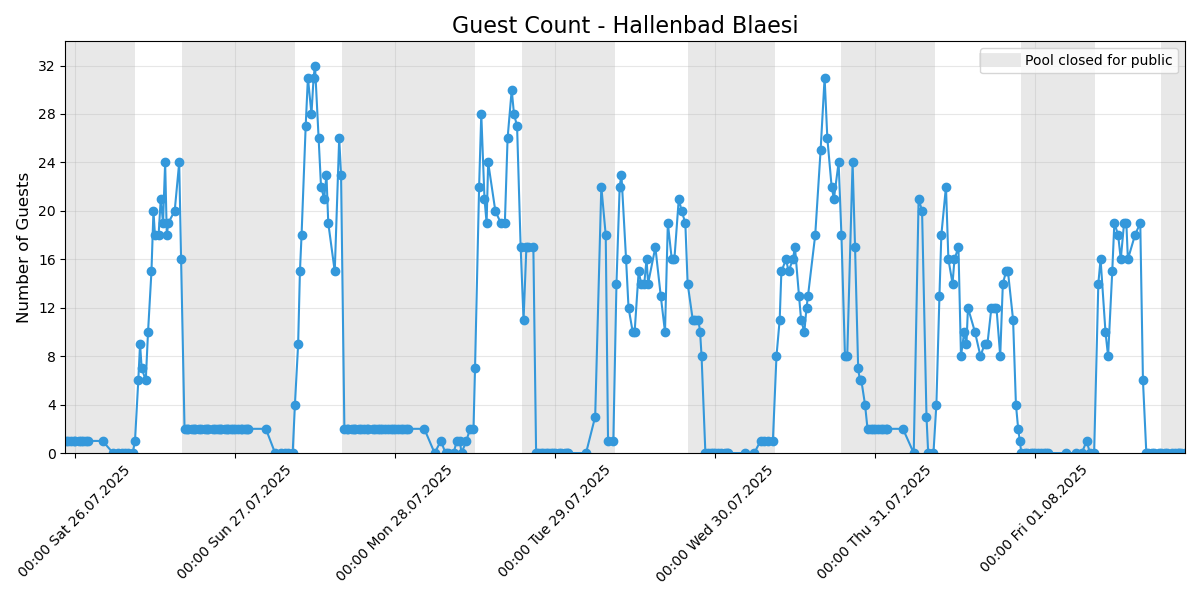 Guest Count - Hallenbad Blaesi
Pool closed for public
Number of Guests
32
28
24
20
16
12
8
4
0
00:00 Sat 26.07.2025
00:00 Sun 27.07.2025
00:00 Mon 28.07.2025
00:00 Tue 29.07.2025
00:00 Wed 30.07.2025
00:00 Thu 31.07.2025
00:00 Fri 01.08.2025